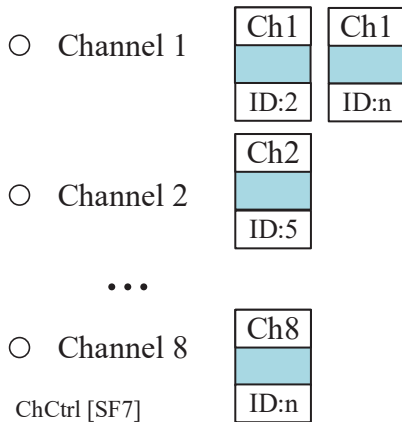 Ch1 Ch1
Channel 1
ID:2 ID:n
Ch2
Channel 2
ID:5
...
Ch8
Channel 8
ID:n
ChCtrl [SF7]